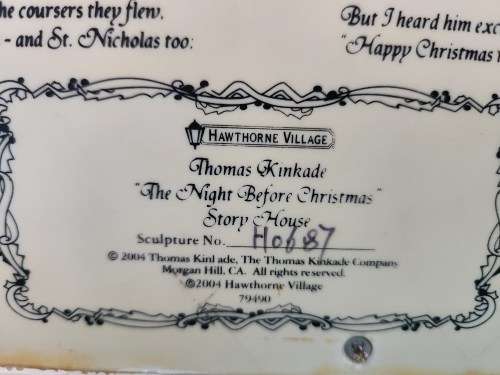 the coursers they flew.
- and St. Nicholas too:
But I heard him exc
"Happy Christmas t
HAWTHORNE VILLAGE
Thomas Kinkade
"The Night Before Christmas"
Story House
Sculpture No. H0687
© 2004 Thomas Kinkade, The Thomas Kinkade Company
Morgan Hill, CA. All rights reserved.
©2004 Hawthorne Village
79490